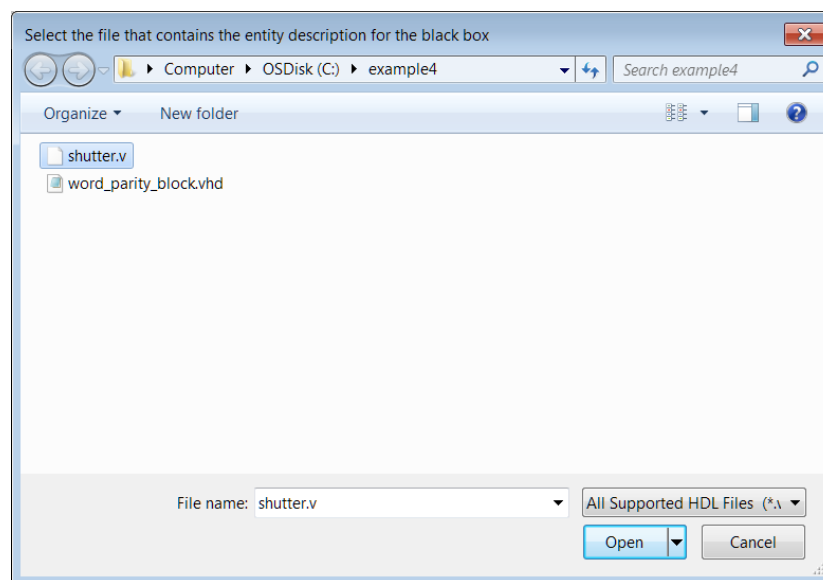 Select the file that contains the entity description for the black box
Computer OSDisk (C:) example4 Search example4
Organize New folder
shutter.v
word_parity_block.vhd
File name: shutter.v All Supported HDL Files (*.v
Open Cancel